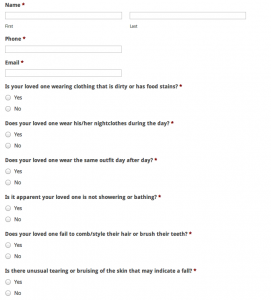 Name *
First Last
Phone *
Email *
Is your loved one wearing clothing that is dirty or has food stains? *
Yes
No
Does your loved one wear his/her nightclothes during the day? *
Yes
No
Does your loved one wear the same outfit day after day? *
Yes
No
Is it apparent your loved one is not showering or bathing? *
Yes
No
Does your loved one fail to comb/style their hair or brush their teeth? *
Yes
No
Is there unusual tearing or bruising of the skin that may indicate a fall? *
Yes
No